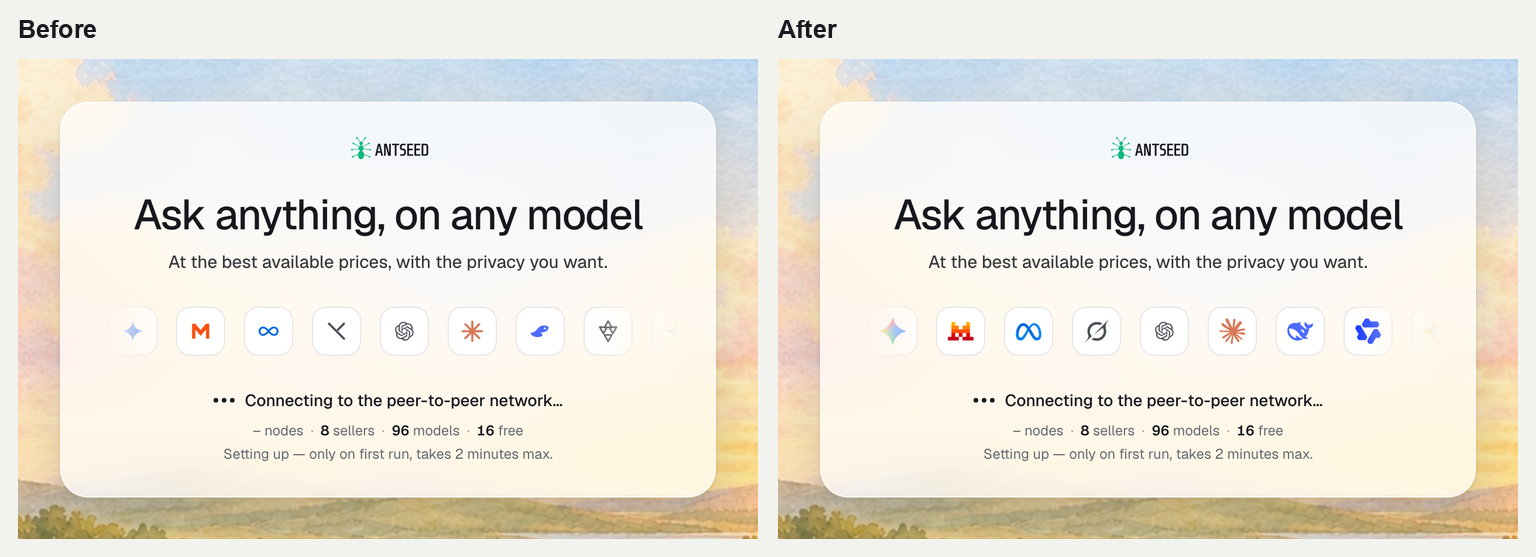 Before
ANTSEED
Ask anything, on any model
At the best available prices, with the privacy you want.
••• Connecting to the peer-to-peer network...
– nodes · 8 sellers · 96 models · 16 free
Setting up — only on first run, takes 2 minutes max.
After
ANTSEED
Ask anything, on any model
At the best available prices, with the privacy you want.
••• Connecting to the peer-to-peer network...
– nodes · 8 sellers · 96 models · 16 free
Setting up — only on first run, takes 2 minutes max.